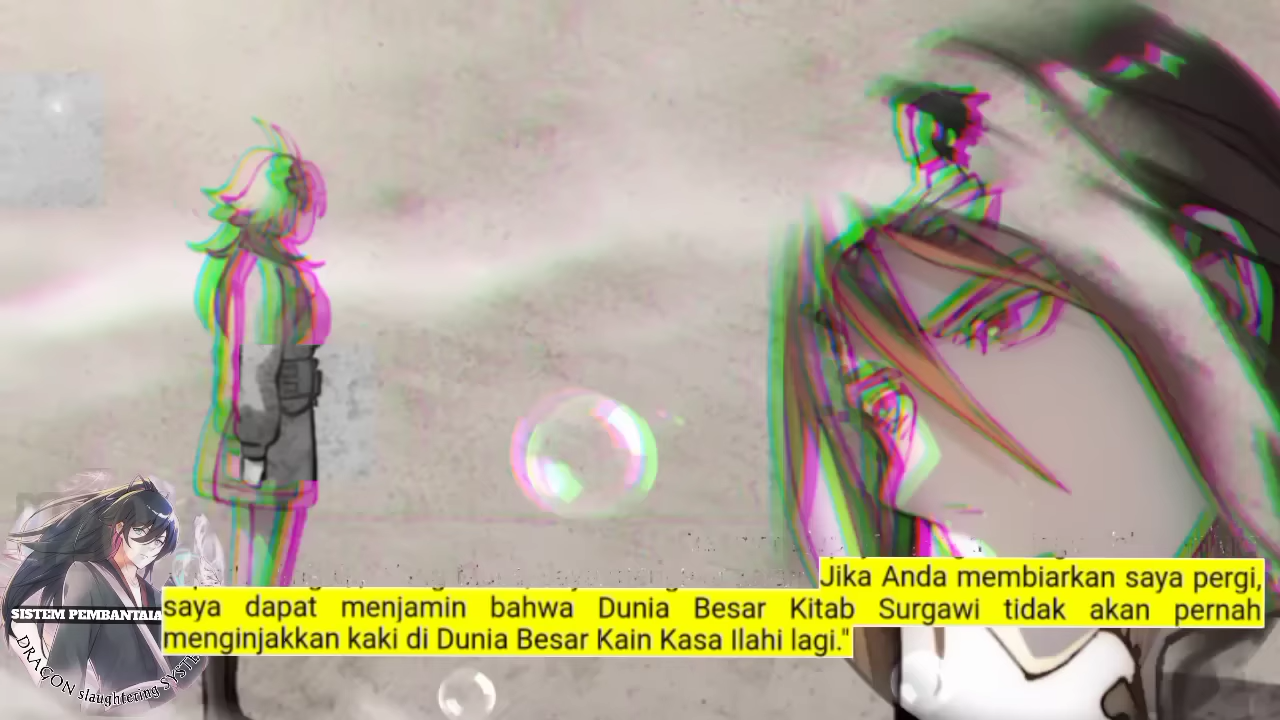 Jika Anda membiarkan saya pergi,
saya dapat menjamin bahwa Dunia Besar Kitab Surgawi tidak akan pernah
menginjakkan kaki di Dunia Besar Kain Kasa Ilahi lagi."
SISTEM PEMBANTAIA
DRAGON slaughtering SYSTE